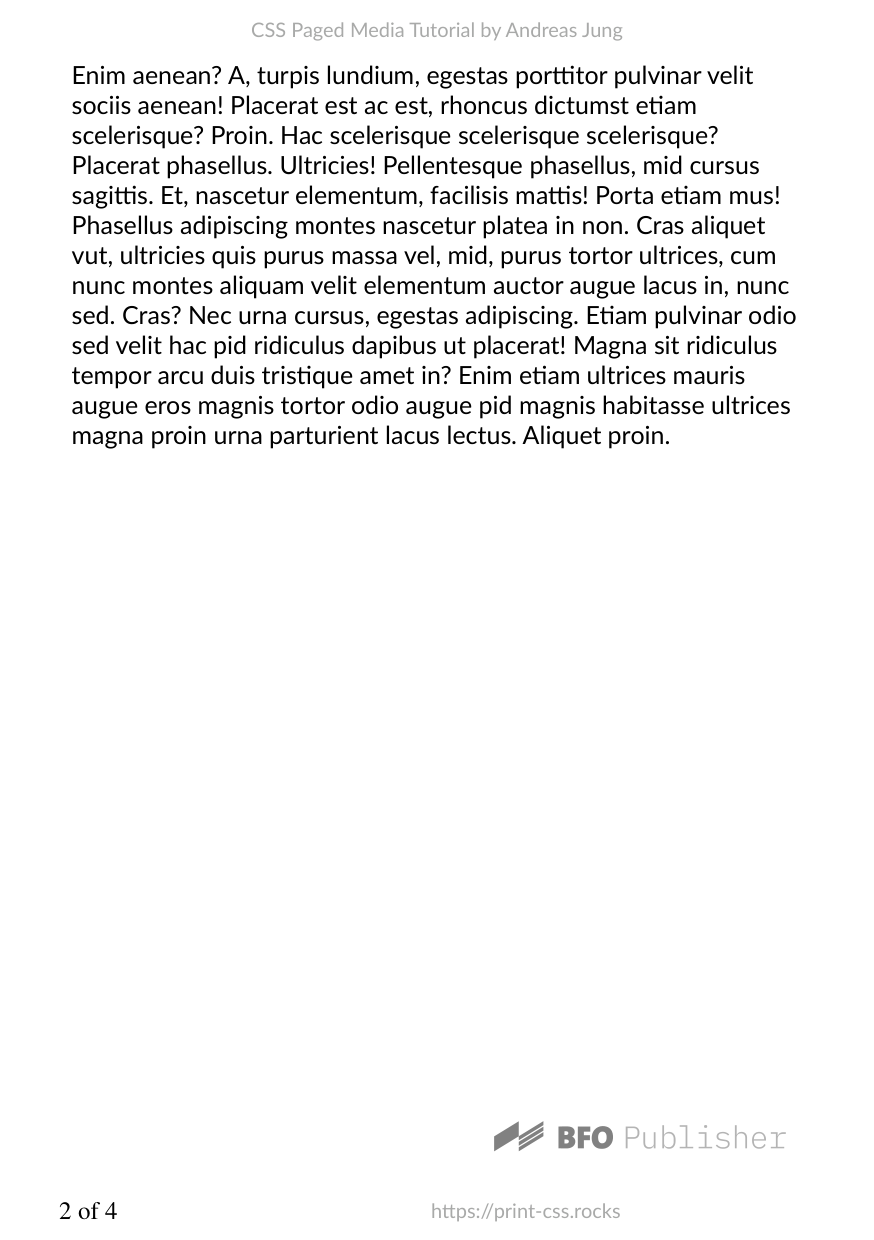 CSS Paged Media Tutorial by Andreas Jung
Enim aenean? A, turpis lundium, egestas porttitor pulvinar velit
sociis aenean! Placerat est ac est, rhoncus dictumst etiam
scelerisque? Proin. Hac scelerisque scelerisque scelerisque?
Placerat phasellus. Ultricies! Pellentesque phasellus, mid cursus
sagittis. Et, nascetur elementum, facilisis mattis! Porta etiam mus!
Phasellus adipiscing montes nascetur platea in non. Cras aliquet
vut, ultricies quis purus massa vel, mid, purus tortor ultrices, cum
nunc montes aliquam velit elementum auctor augue lacus in, nunc
sed. Cras? Nec urna cursus, egestas adipiscing. Etiam pulvinar odio
sed velit hac pid ridiculus dapibus ut placerat! Magna sit ridiculus
tempor arcu duis tristique amet in? Enim etiam ultrices mauris
augue eros magnis tortor odio augue pid magnis habitasse ultrices
magna proin urna parturient lacus lectus. Aliquet proin.
BFO Publisher
2 of 4
https://print-css.rocks